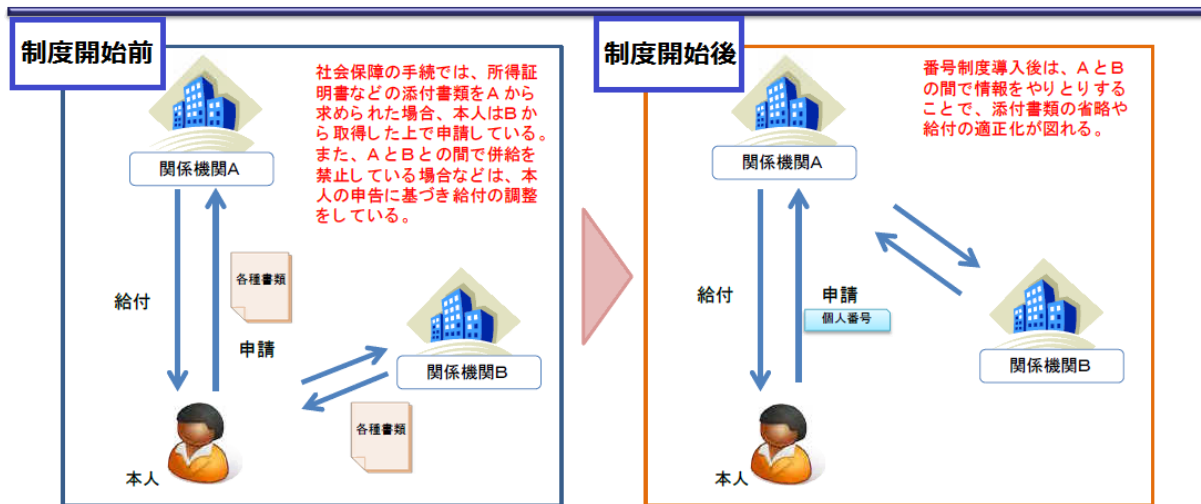 制度開始前
社会保障の手続では、所得証
明書などの添付書類をAから
求められた場合、本人はBか
ら取得した上で申請している。
また、AとBとの間で併給を
禁止している場合などは、本
人の申告に基づき給付の調整
をしている。
関係機関A
各種書類
給付
申請
関係機関B
各種書類
本人
制度開始後
番号制度導入後は、AとB
の間で情報をやりとりする
ことで、添付書類の省略や
給付の適正化が図れる。
関係機関A
給付
申請
個人番号
関係機関B
本人